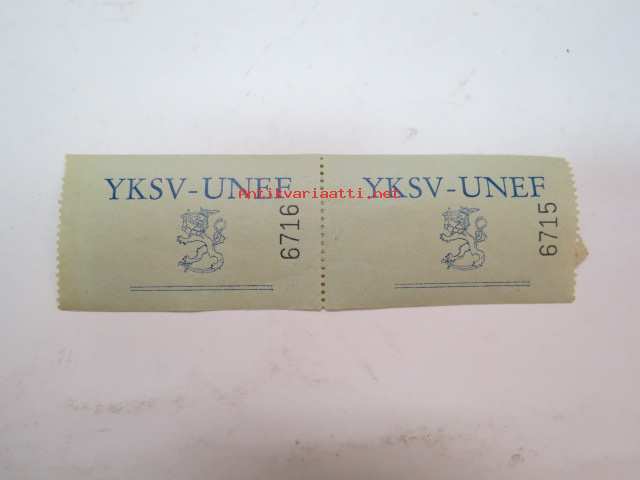 YKSV-UNEF
6716
YKSV-UNEF
6715
Antikvariaatti.net